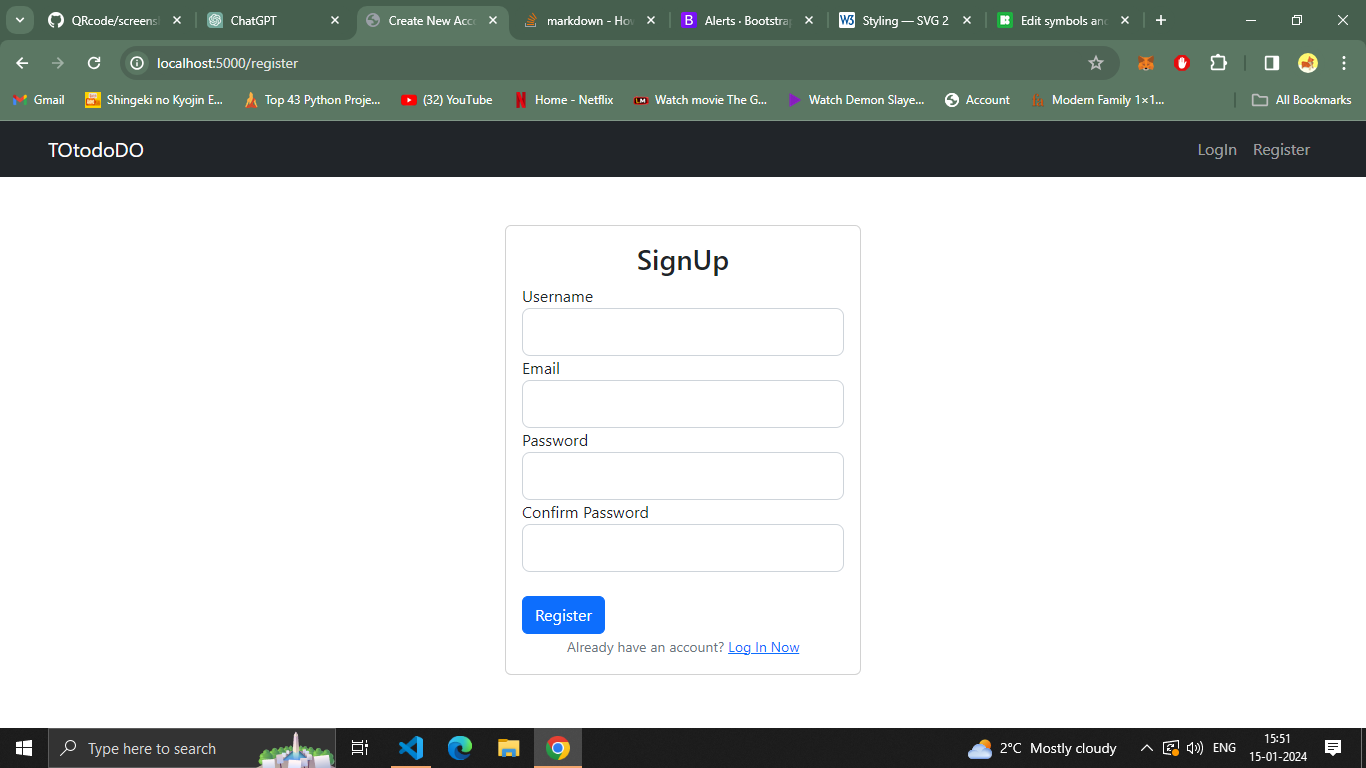 QRcode/screensh
ChatGPT
Create New Acc
markdown - How
Alerts · Bootstrap
Styling — SVG 2
Edit symbols and
localhost:5000/register
Gmail
Shingeki no Kyojin E...
Top 43 Python Proje...
(32) YouTube
Home - Netflix
Watch movie The G...
Watch Demon Slaye...
Account
Modern Family 1×1...
All Bookmarks
TOtodoDO
LogIn
Register
SignUp
Username
Email
Password
Confirm Password
Register
Already have an account? Log In Now
Type here to search
2°C Mostly cloudy
ENG
15:51
15-01-2024